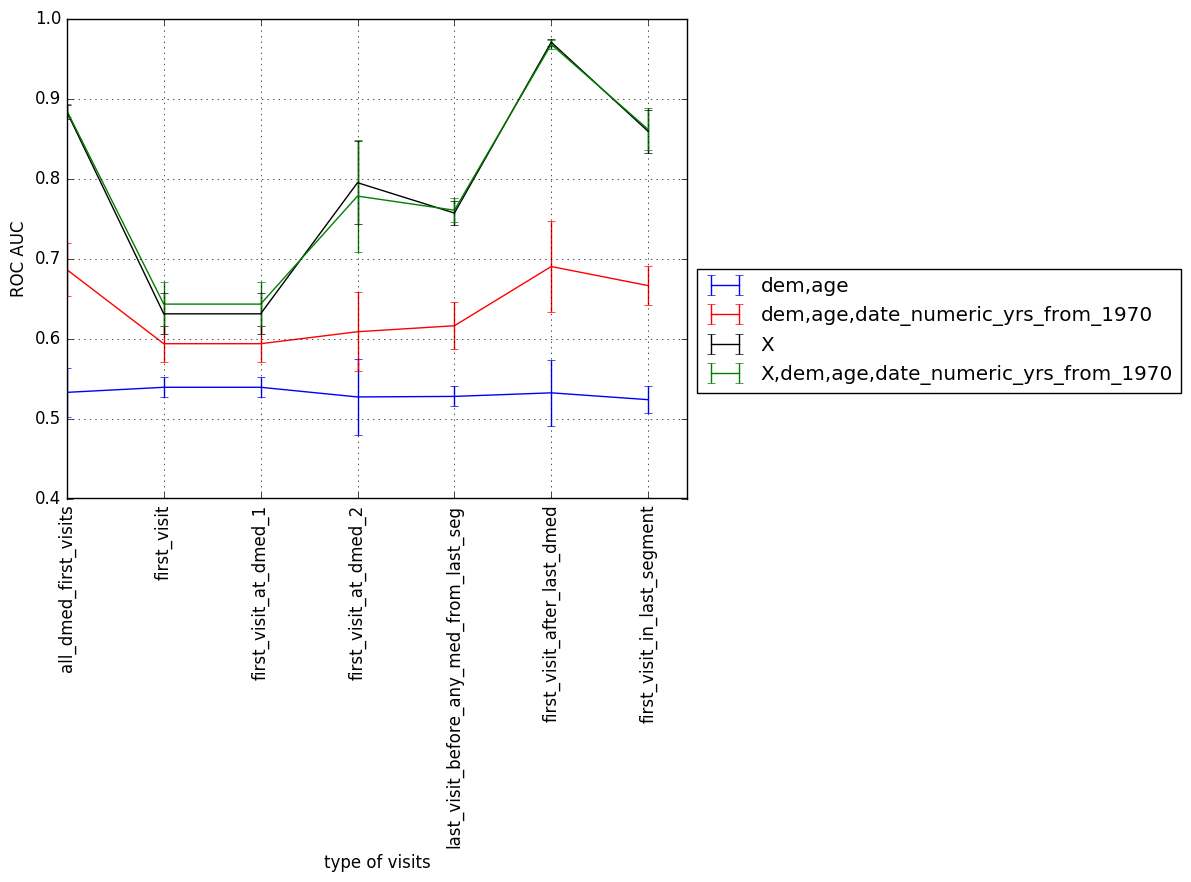 1.0
0.9
0.8
0.7
0.6
0.5
0.4
ROC AUC
all_dmed_first_visits
first_visit
first_visit_at_dmed_1
first_visit_at_dmed_2
last_visit_before_any_med_from_last_seg
first_visit_after_last_dmed
first_visit_in_last_segment
type of visits
dem,age
dem,age,date_numeric_yrs_from_1970
X
X,dem,age,date_numeric_yrs_from_1970